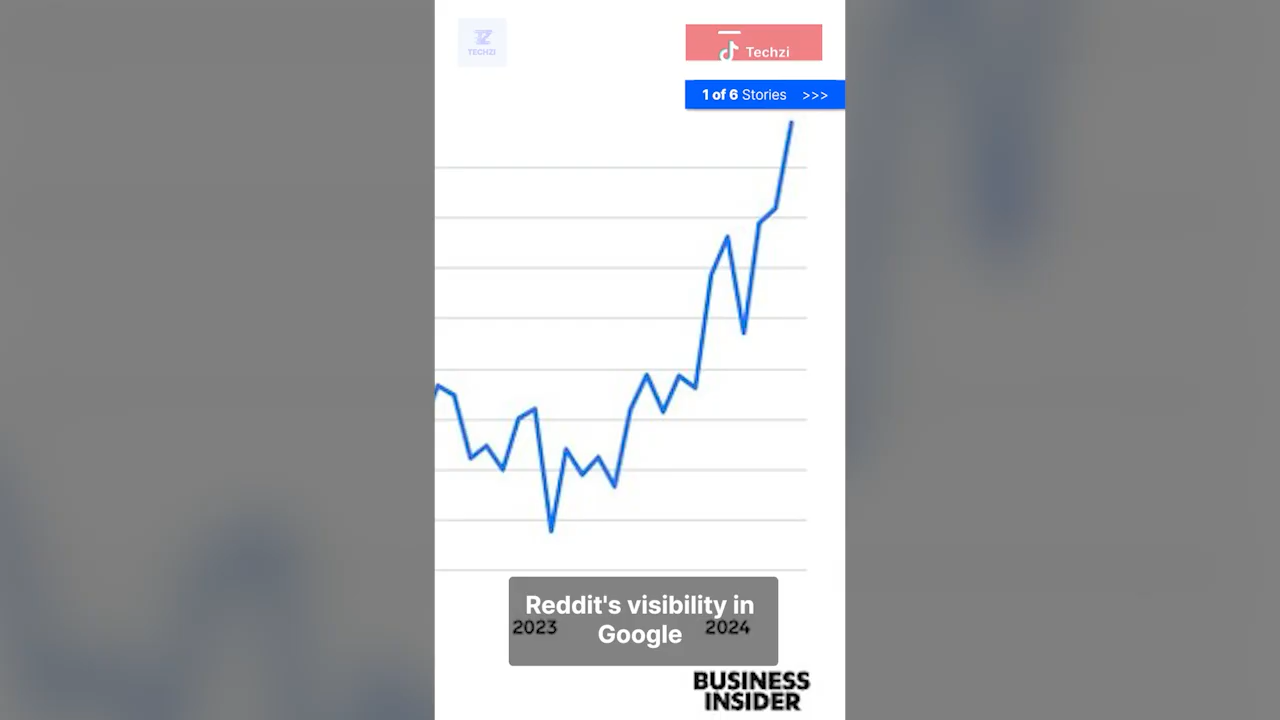 TECHZI
Techzi
1 of 6 Stories >>>
Reddit's visibility in
Google
2023
2024
BUSINESS
INSIDER